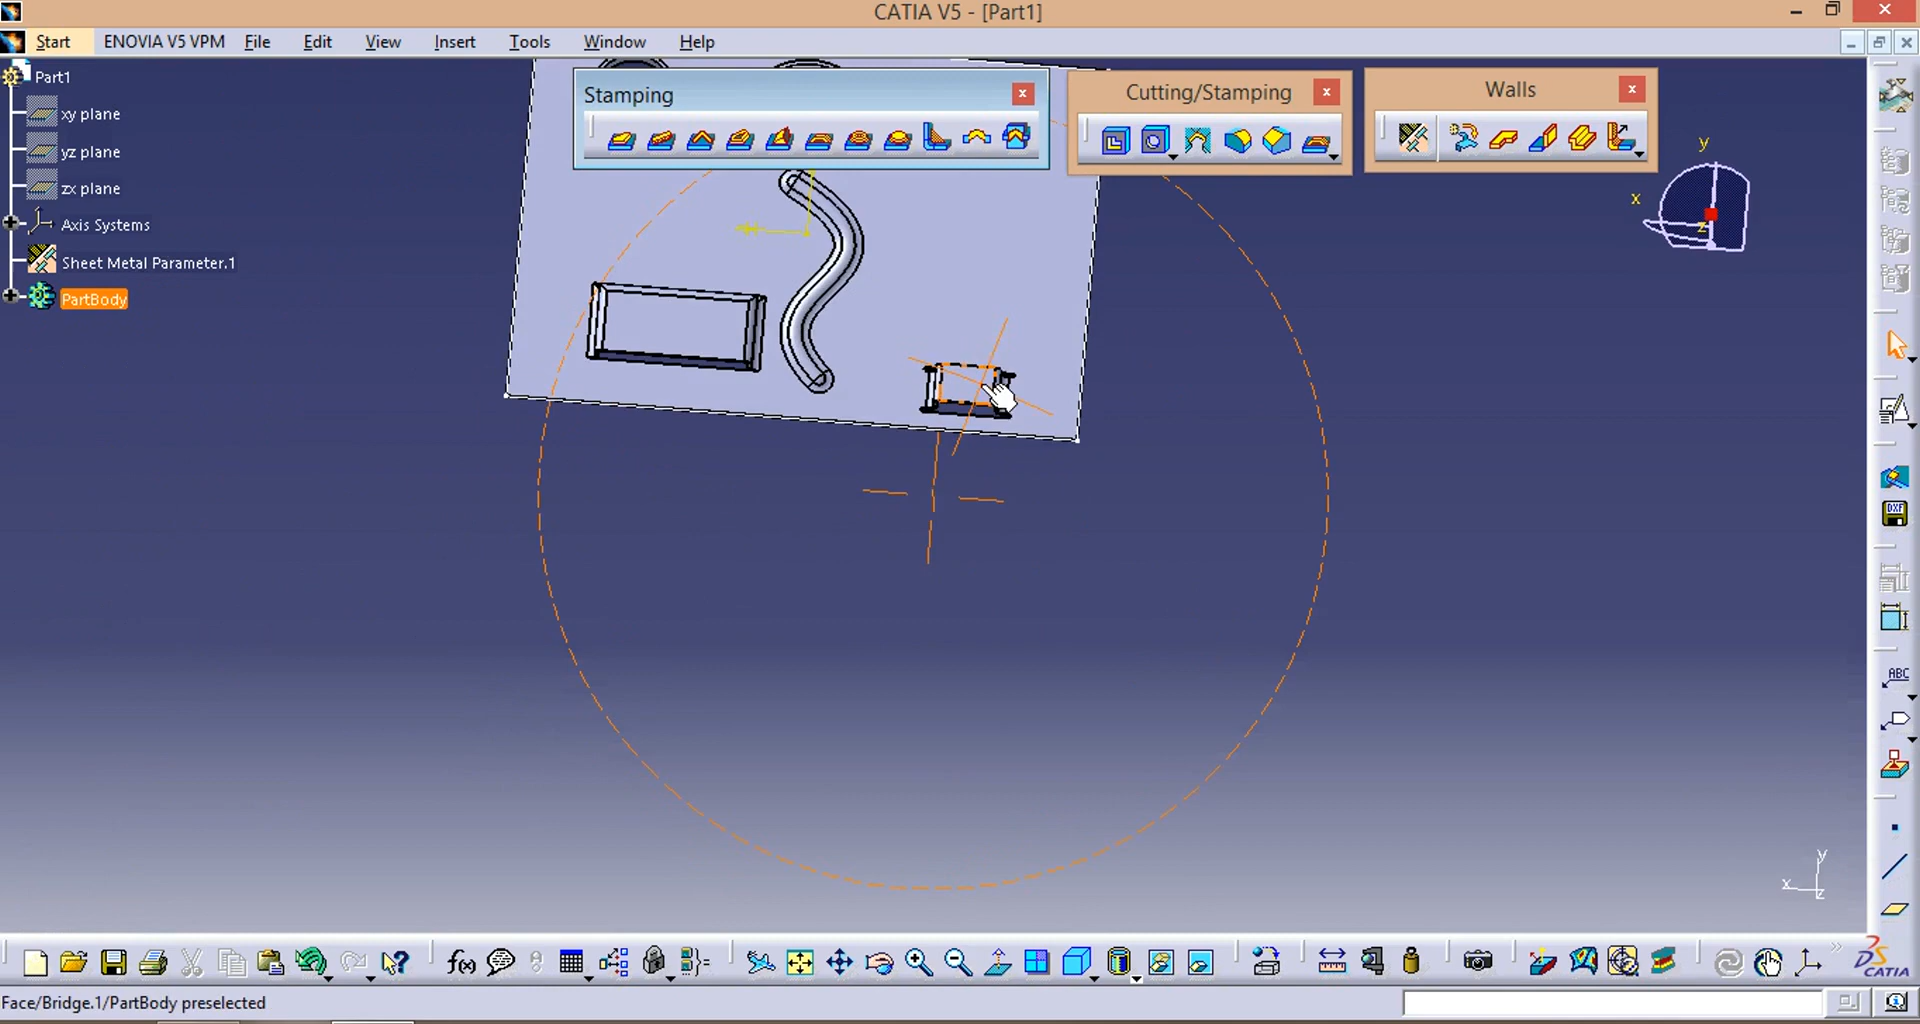 CATIA V5 - [Part1]
Start ENOVIA V5 VPM File Edit View Insert Tools Window Help
Part1
xy plane
yz plane
zx plane
Axis Systems
Sheet Metal Parameter.1
PartBody
Stamping
Cutting/Stamping
Walls
y
x
z
DXF
ABC
y
x
z
f(x)
DS
CATIA
Face/Bridge.1/PartBody preselected